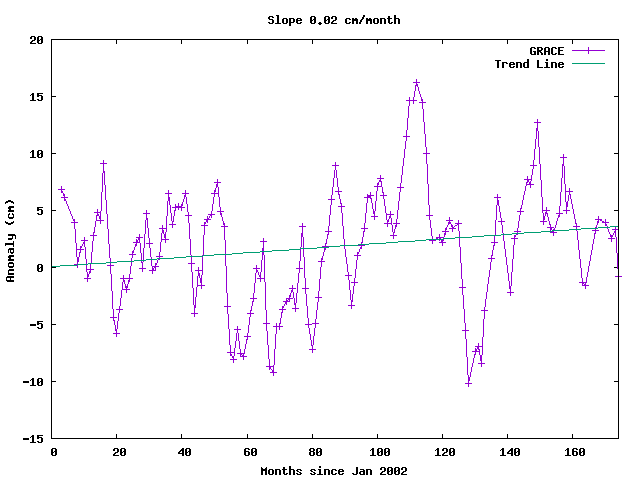 Slope 0.02 cm/month
GRACE
Trend Line
20
15
10
5
0
-5
-10
-15
Anomaly (cm)
0 20 40 60 80 100 120 140 160
Months since Jan 2002